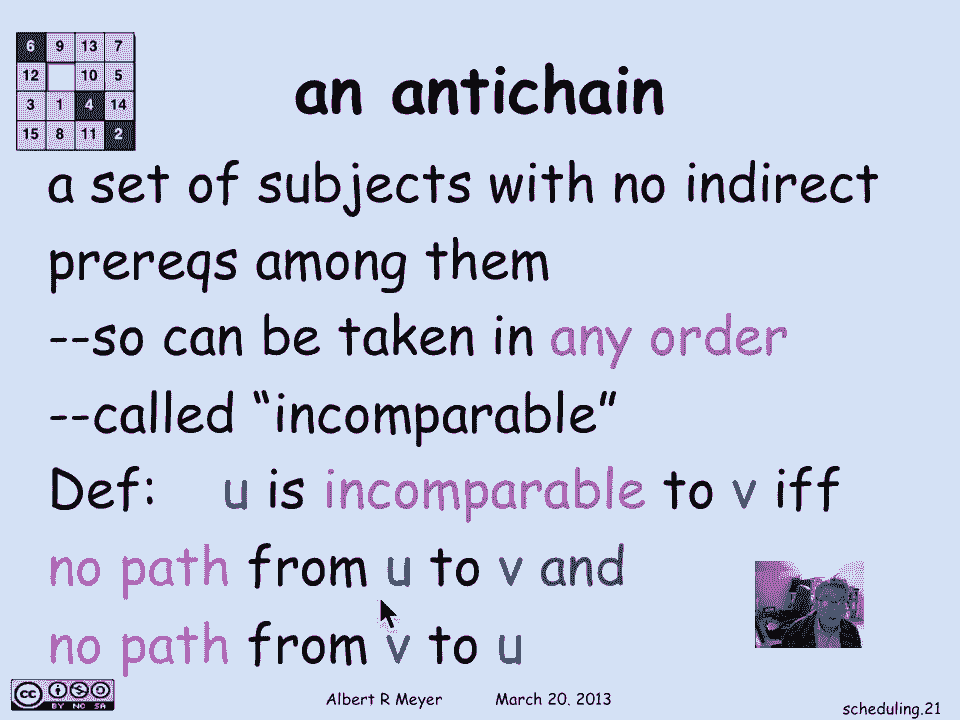 6 9 13 7
12 10 5
3 1 4 14
15 8 11 2
an antichain
a set of subjects with no indirect
prereqs among them
--so can be taken in any order
--called “incomparable”
Def: u is incomparable to v iff
no path from u to v and
no path from v to u
cc BY NC SA
Albert R Meyer March 20. 2013
scheduling.21